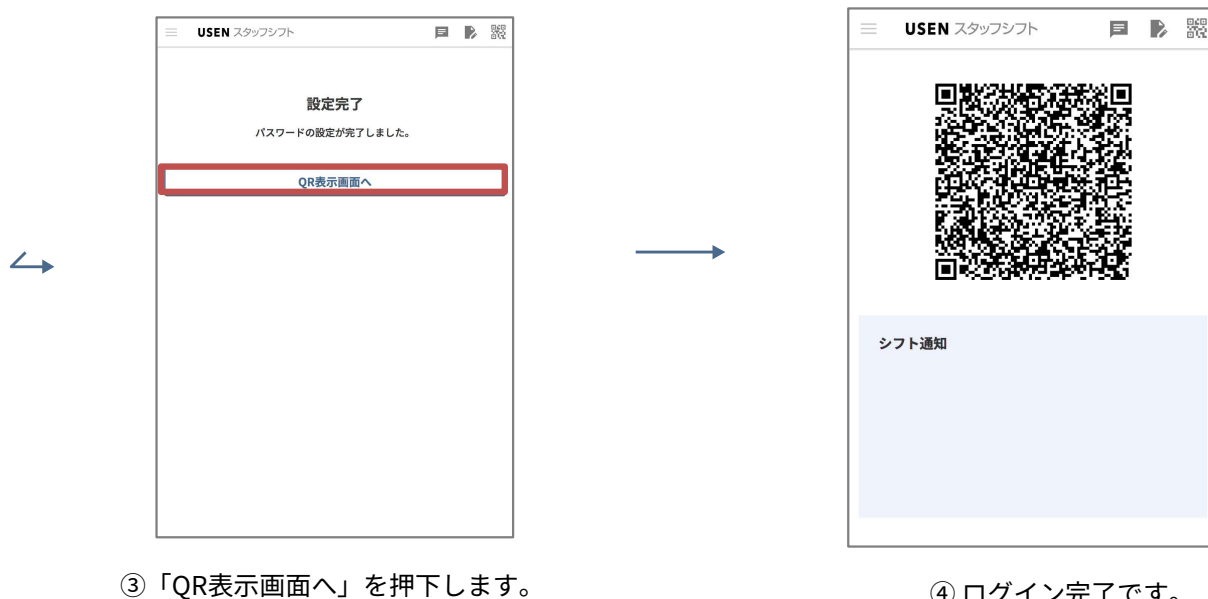 USEN スタッフシフト
設定完了
パスワードの設定が完了しました。
QR表示画面へ
③「QR表示画面へ」を押下します。
USEN スタッフシフト
シフト通知
④ ログイン完了です。